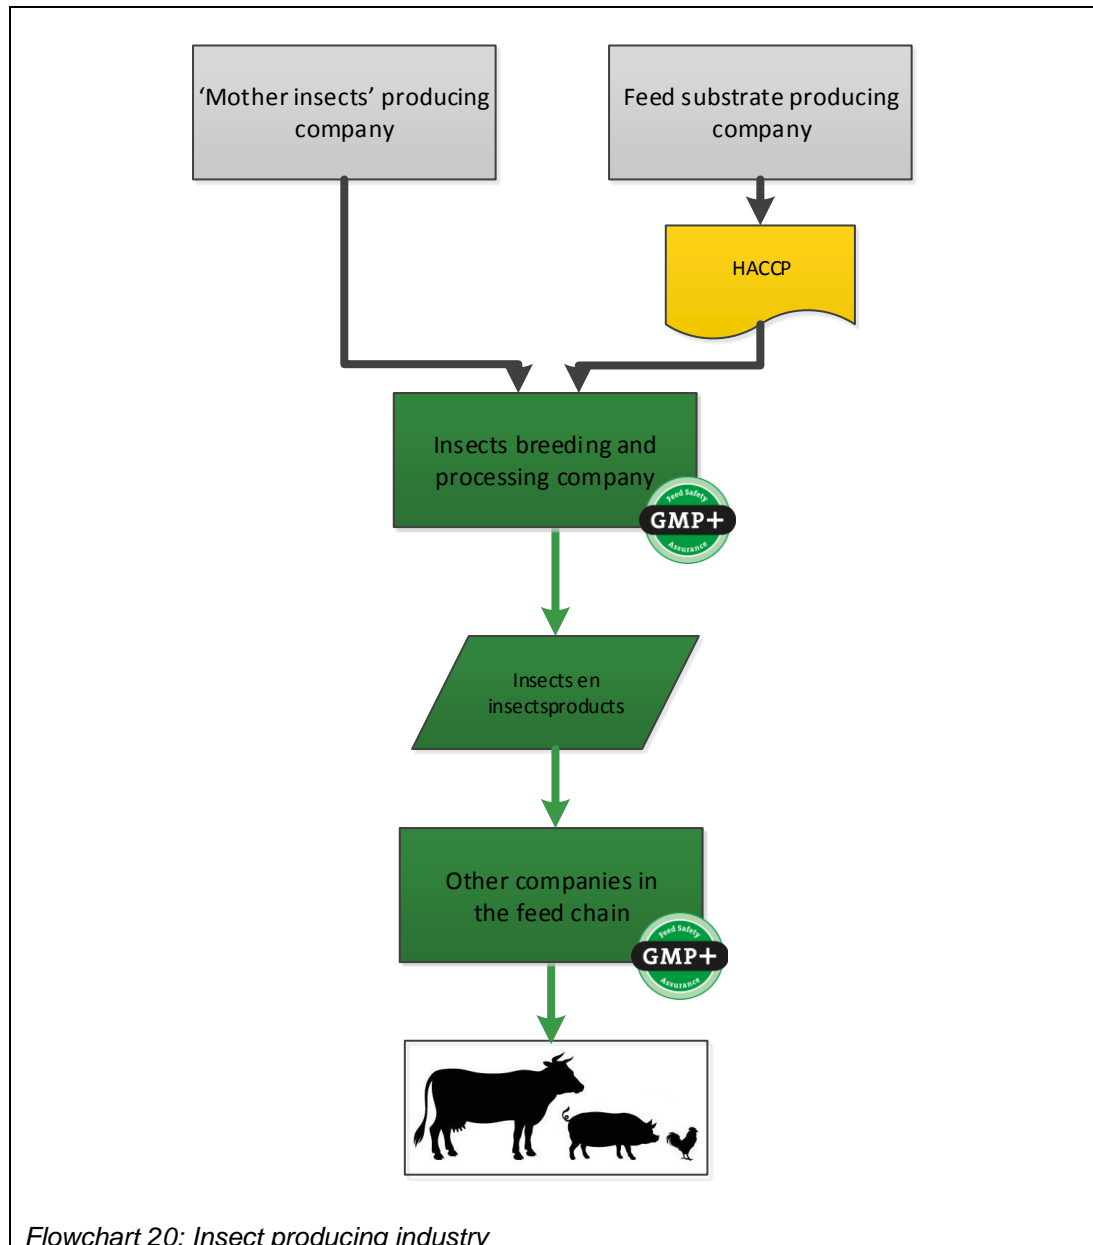 ‘Mother insects’ producing
company
Feed substrate producing
company
HACCP
Insects breeding and
processing company
Feed Safety
GMP+
Assurance
Insects en
insectsproducts
Other companies in
the feed chain
Feed Safety
GMP+
Assurance
Flowchart 20: Insect producing industry